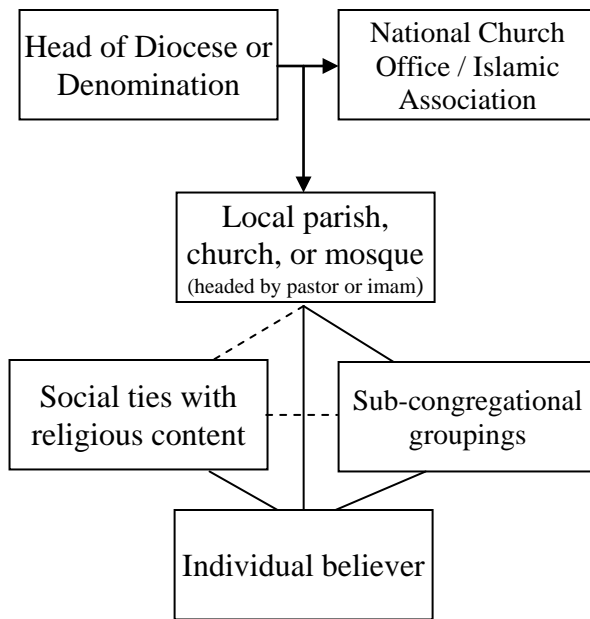 Head of Diocese or
Denomination
National Church
Office / Islamic
Association
Local parish,
church, or mosque
(headed by pastor or imam)
Social ties with
religious content
Sub-congregational
groupings
Individual believer